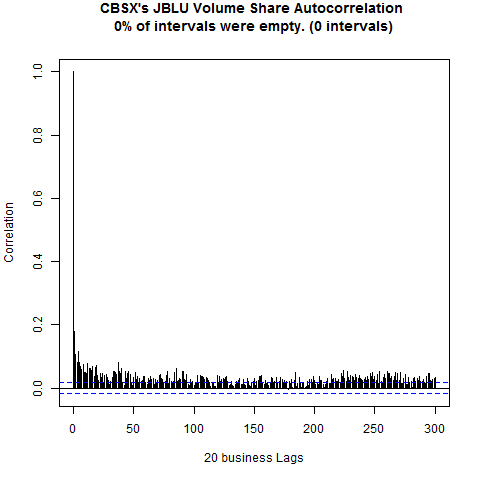 CBSX's JBLU Volume Share Autocorrelation
0% of intervals were empty. (0 intervals)
1.0
0.8
0.6
0.4
0.2
0.0
Correlation
0 50 100 150 200 250 300
20 business Lags